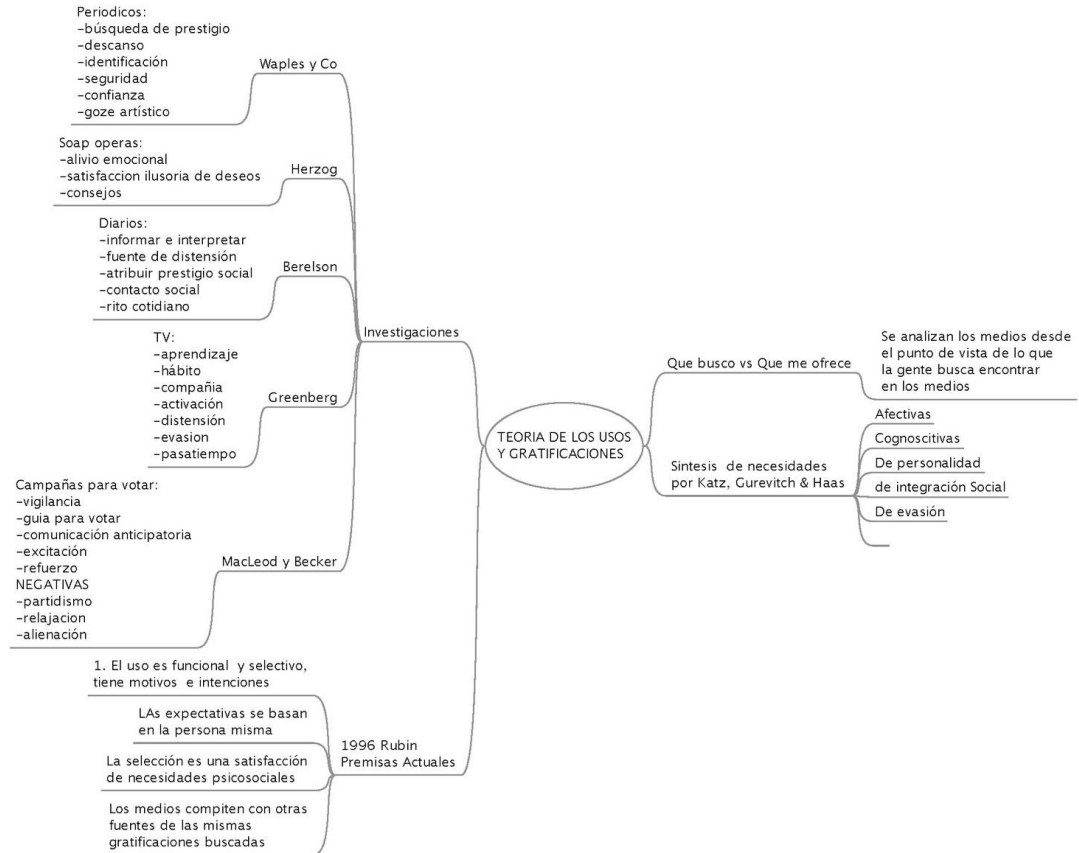 Periodicos:
-búsqueda de prestigio
-descanso
-identificación
-seguridad
-confianza
-goze artístico
Waples y Co
Soap operas:
-alivio emocional
-satisfaccion ilusoria de deseos
-consejos
Herzog
Diarios:
-informar e interpretar
-fuente de distensión
-atribuir prestigio social
-contacto social
-rito cotidiano
Berelson
TV:
-aprendizaje
-hábito
-compañia
-activación
-distensión
-evasion
-pasatiempo
Greenberg
Campañas para votar:
-vigilancia
-guia para votar
-comunicación anticipatoria
-excitación
-refuerzo
NEGATIVAS
-partidismo
-relajacion
-alienación
MacLeod y Becker
Investigaciones
1. El uso es funcional y selectivo,
tiene motivos e intenciones
LAs expectativas se basan
en la persona misma
La selección es una satisfacción
de necesidades psicosociales
Los medios compiten con otras
fuentes de las mismas
gratificaciones buscadas
1996 Rubin
Premisas Actuales
TEORIA DE LOS USOS
Y GRATIFICACIONES
Que busco vs Que me ofrece
Se analizan los medios desde
el punto de vista de lo que
la gente busca encontrar
en los medios
Sintesis de necesidades
por Katz, Gurevitch & Haas
Afectivas
Cognoscitivas
De personalidad
de integración Social
De evasión